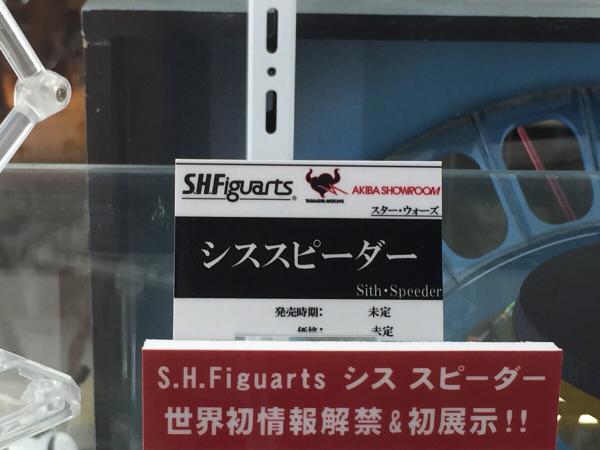 S.H.Figuarts®
TAMASHII NATIONS
AKIBA SHOWROOM
スター・ウォーズ
シススピーダー
Sith・Speeder
発売時期： 未定
価格： 未定
S.H.Figuarts シス スピーダー
世界初情報解禁&初展示!!